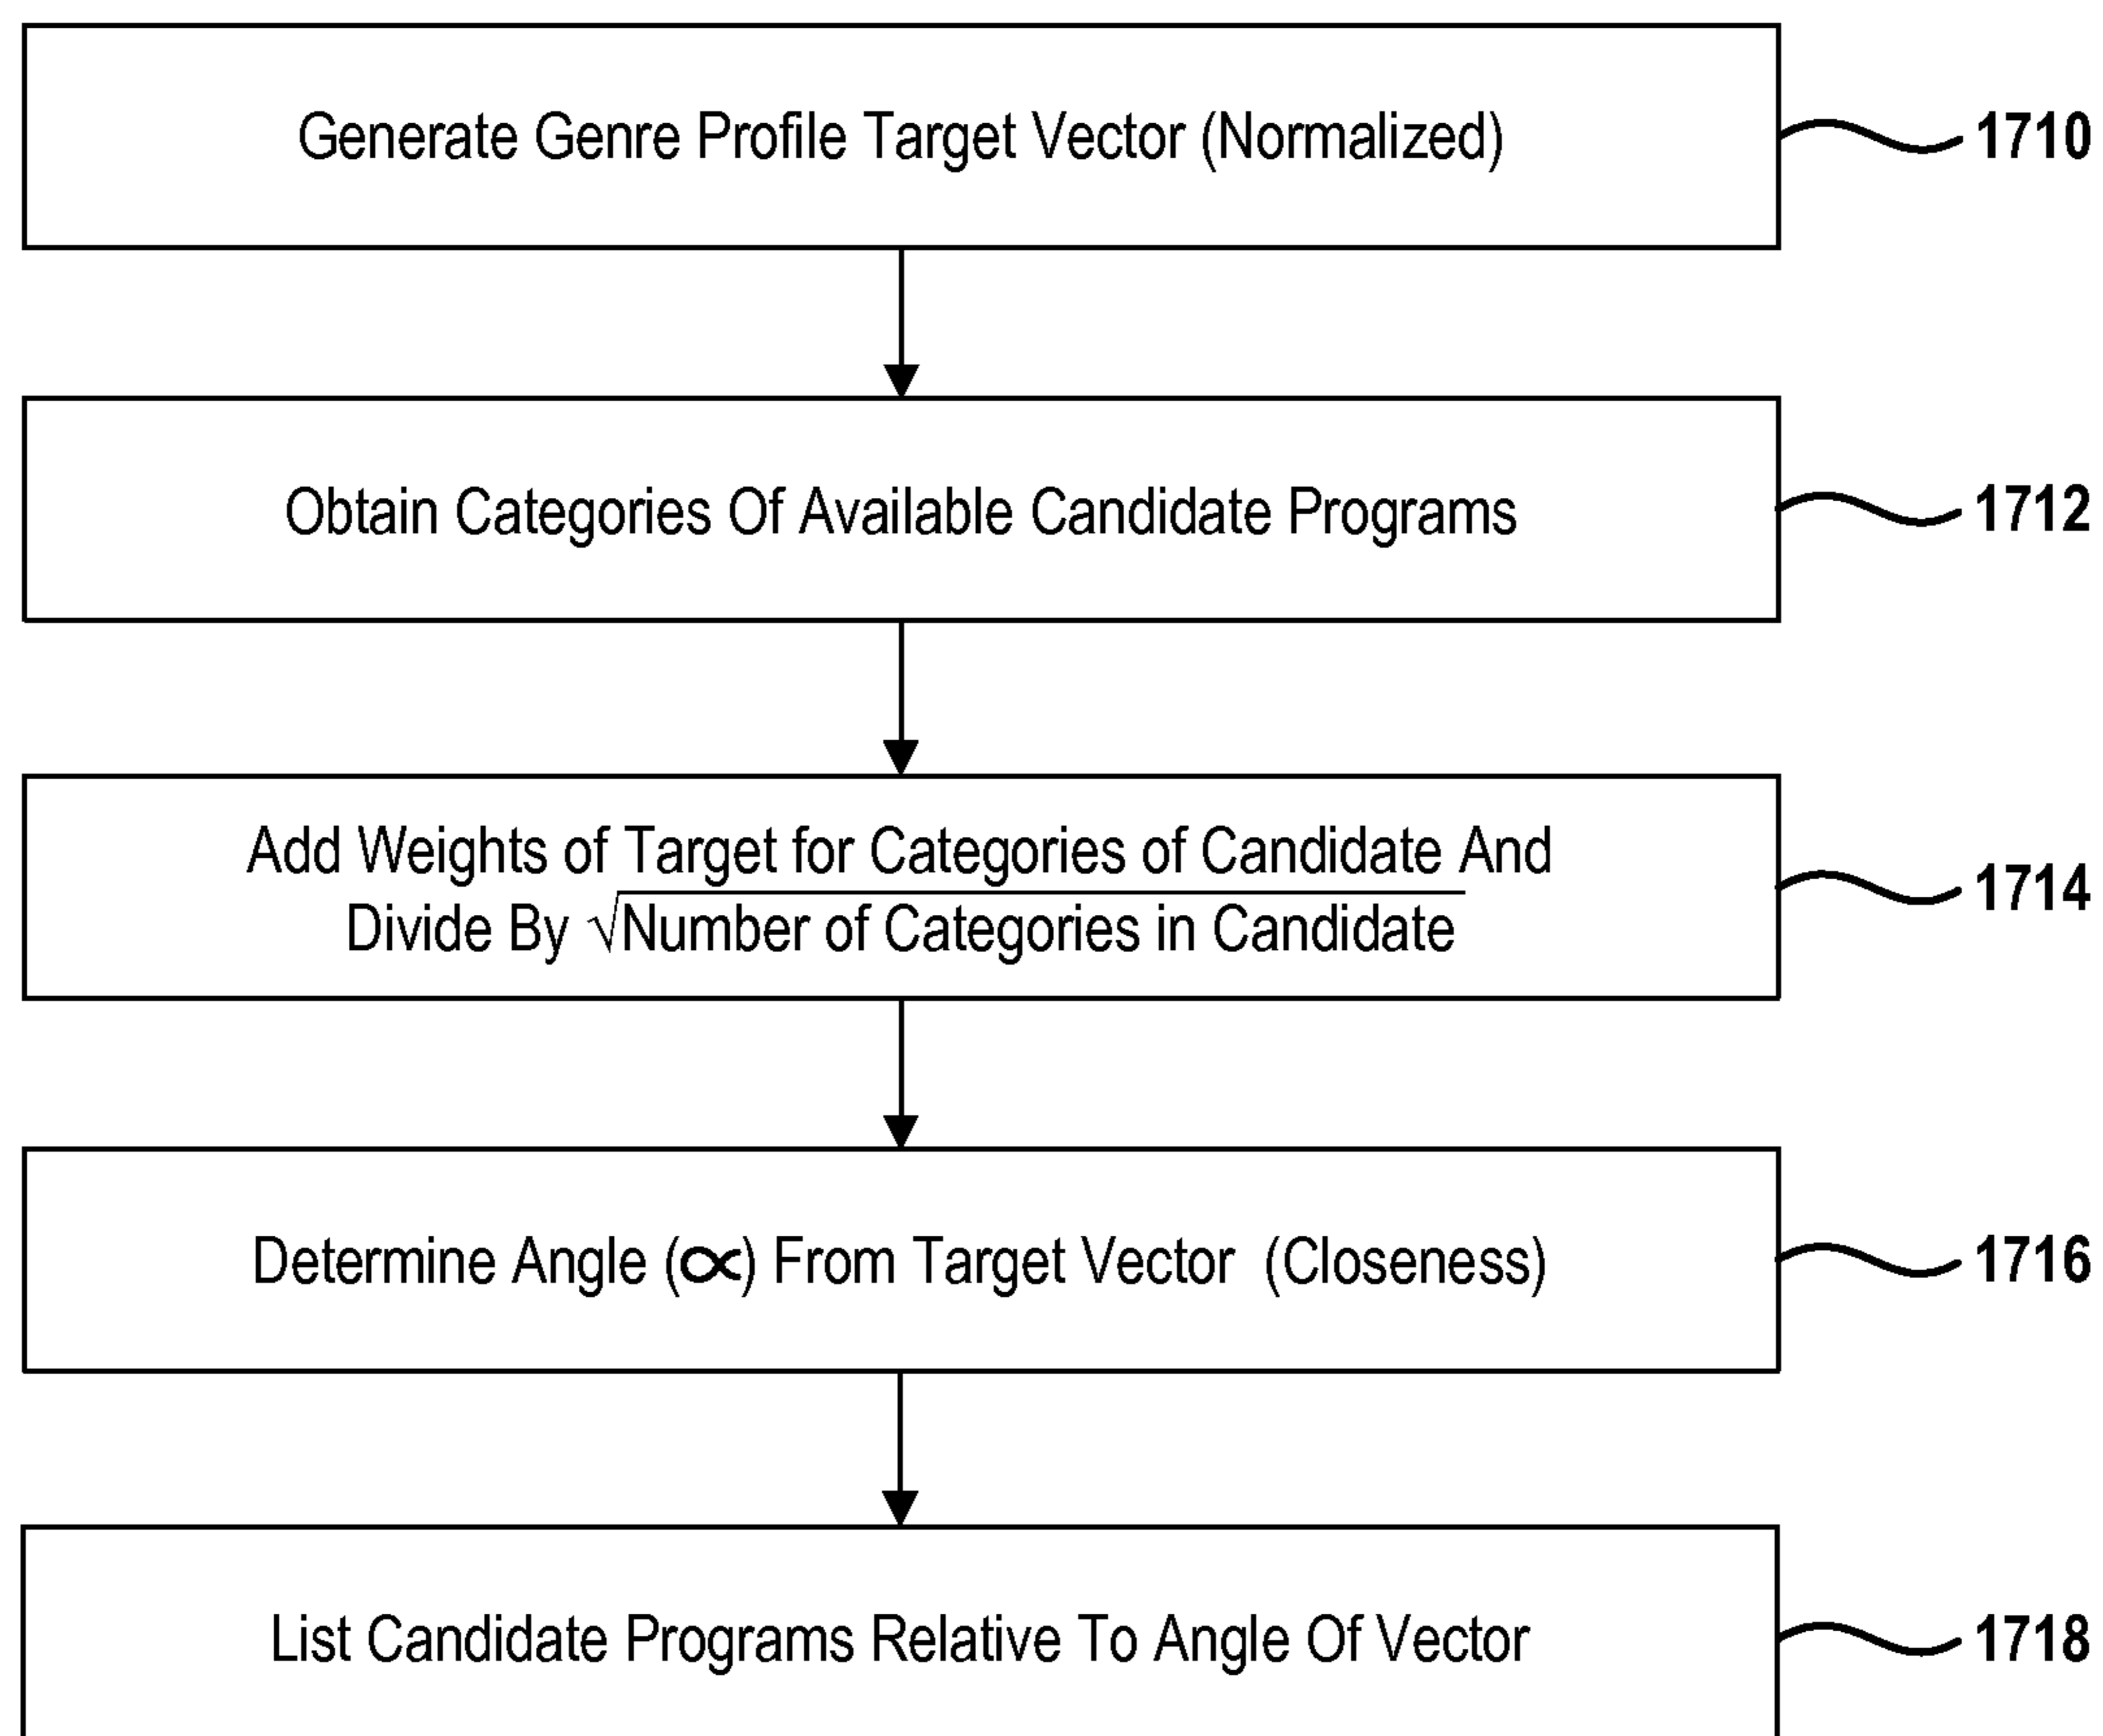 Generate Genre Profile Target Vector (Normalized)
1710
Obtain Categories Of Available Candidate Programs
1712
Add Weights of Target for Categories of Candidate And
Divide By √Number of Categories in Candidate
1714
Determine Angle (∝) From Target Vector (Closeness)
1716
List Candidate Programs Relative To Angle Of Vector
1718